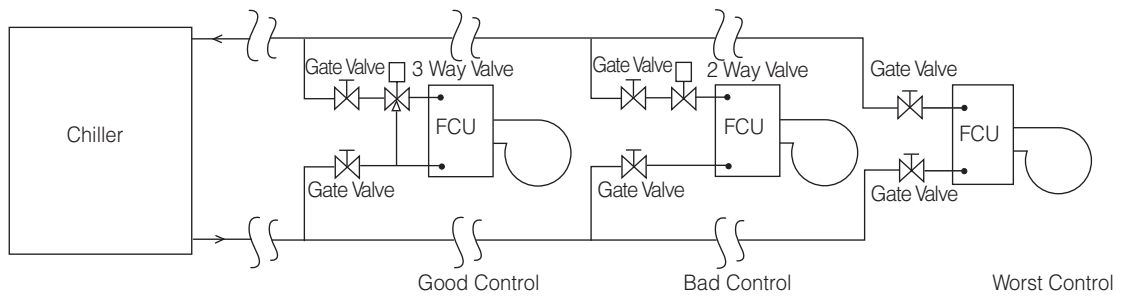 Gate Valve 3 Way Valve
Gate Valve 2 Way Valve
Gate Valve
Chiller
FCU
FCU
FCU
Gate Valve
Gate Valve
Gate Valve
Good Control
Bad Control
Worst Control